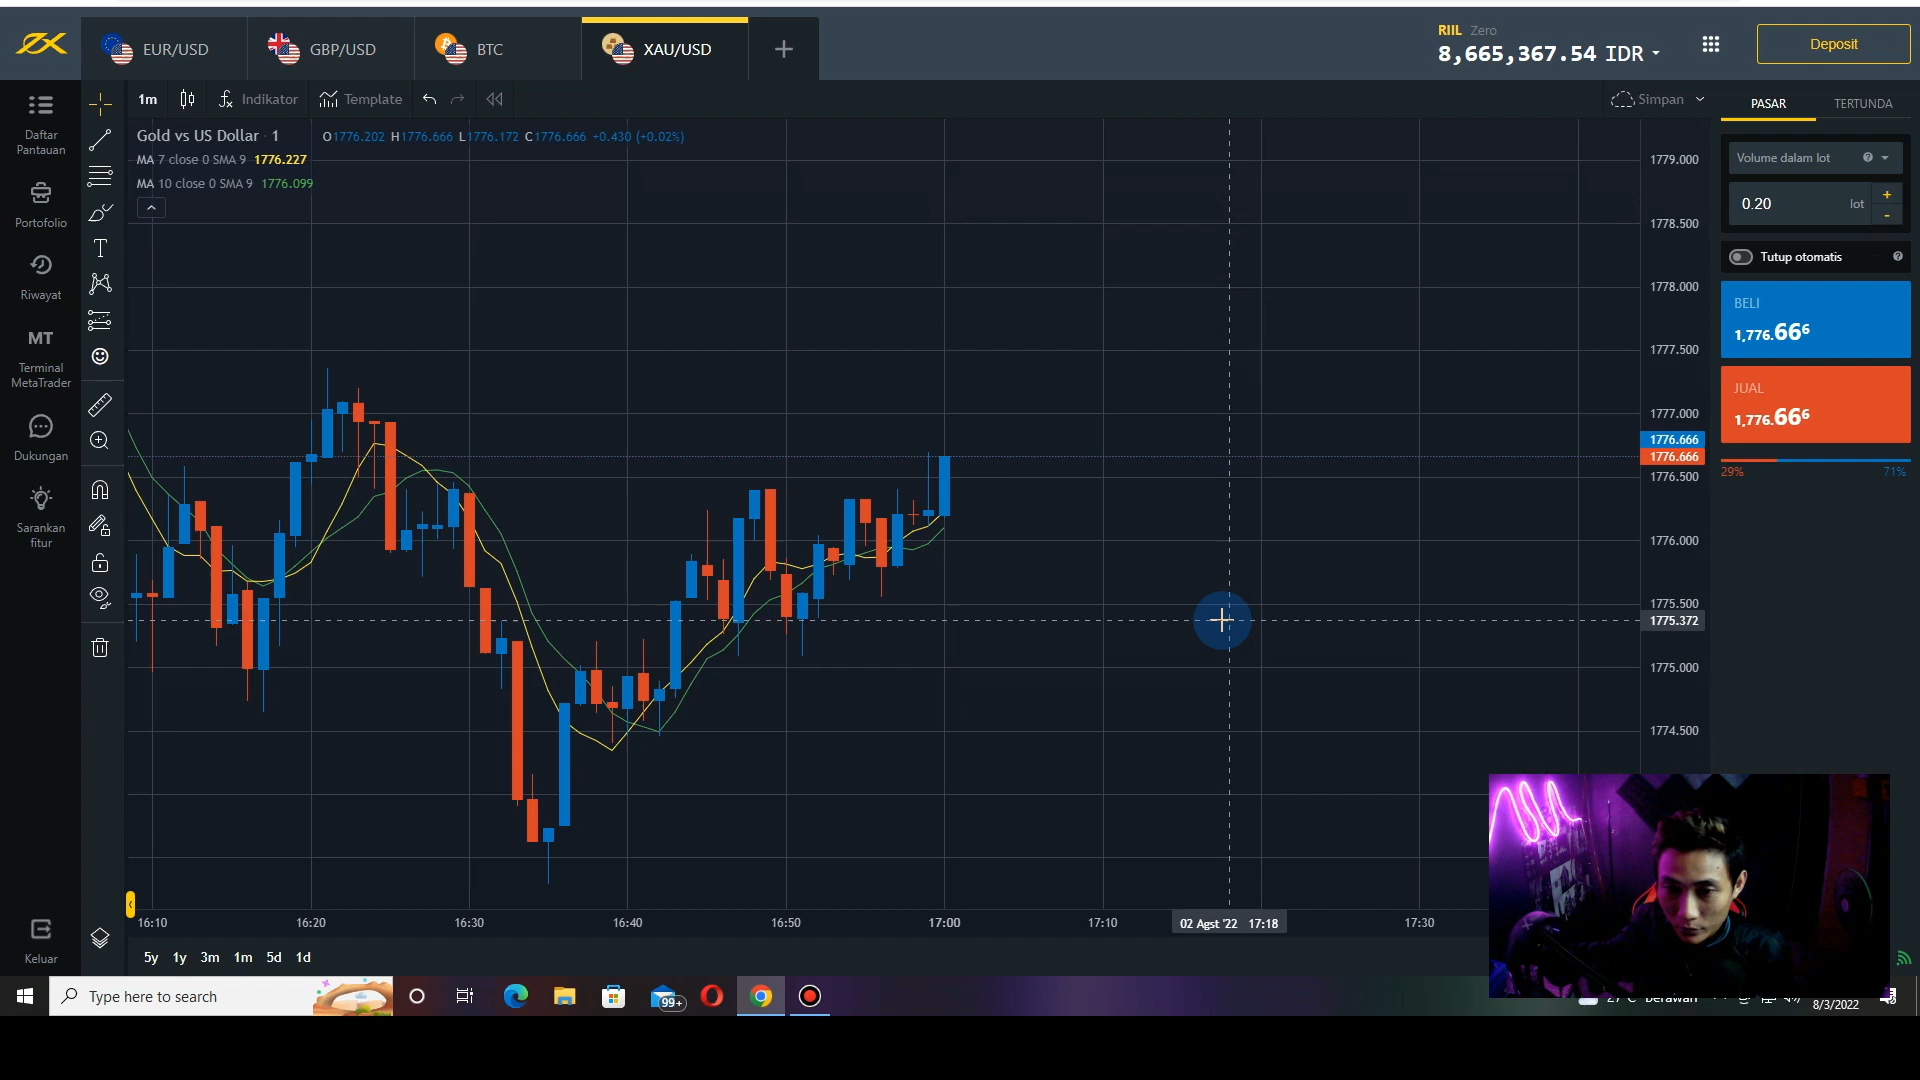 EUR/USD
GBP/USD
BTC
XAU/USD
RIIL Zero
8,665,367.54 IDR
Deposit
1m
Indikator
Template
Simpan
PASAR
TERTUNDA
Daftar
Pantauan
Portofolio
Riwayat
MT
Terminal
MetaTrader
Dukungan
Sarankan
fitur
Keluar
Gold vs US Dollar · 1
O1776.202 H1776.666 L1776.172 C1776.666 +0.430 (+0.02%)
MA 7 close 0 SMA 9 1776.227
MA 10 close 0 SMA 9 1776.099
1779.000
1778.500
1778.000
1777.500
1777.000
1776.666
1776.666
1776.500
1776.000
1775.500
1775.372
1775.000
1774.500
Volume dalam lot
0.20 lot
+
-
Tutup otomatis
BELI
1,776.666
JUAL
1,776.666
29% 71%
16:10
16:20
16:30
16:40
16:50
17:00
17:10
02 Agst '22 17:18
17:30
5y 1y 3m 1m 5d 1d
Type here to search
99+
27°C Berawan
8/3/2022